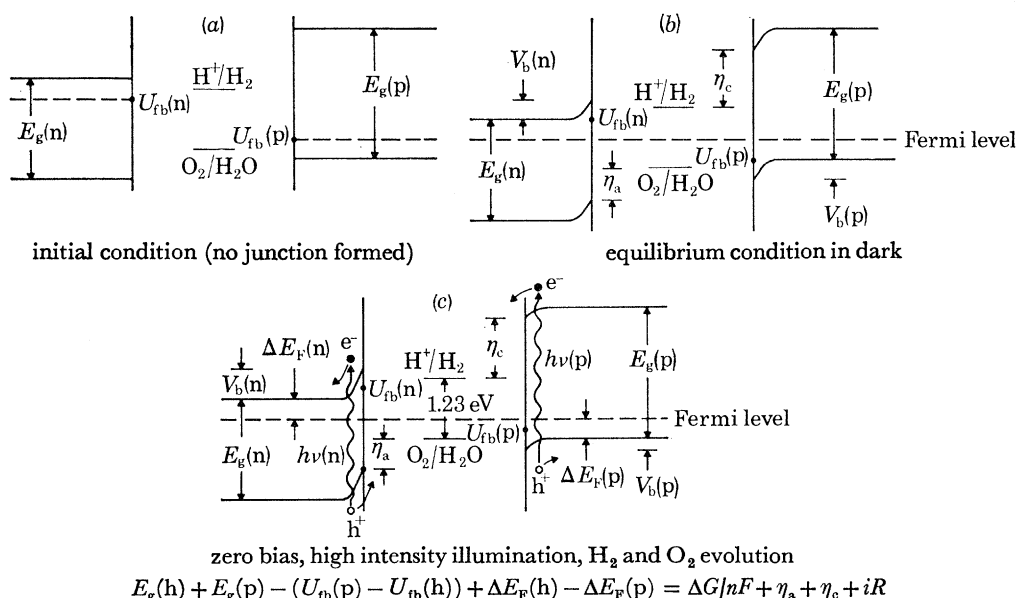 (a)
H⁺/H₂
U_fb(n)
E_g(n)
E_g(p)
U_fb(p)
O₂/H₂O
initial condition (no junction formed)
(b)
V_b(n)
η_c
H⁺/H₂
U_fb(n)
E_g(p)
Fermi level
E_g(n)
η_a
O₂/H₂O
U_fb(p)
V_b(p)
equilibrium condition in dark
(c)
e⁻
e⁻
ΔE_F(n)
η_c
hν(p)
E_g(p)
V_b(n)
H⁺/H₂
U_fb(n)
1.23 eV
Fermi level
U_fb(p)
E_g(n)
hν(n)
η_a
O₂/H₂O
h⁺
ΔE_F(p)
V_b(p)
h⁺
zero bias, high intensity illumination, H₂ and O₂ evolution
E_g(h) + E_g(p) − (U_fb(p) − U_fb(h)) + ΔE_F(h) − ΔE_F(p) = ΔG/nF + η_a + η_c + iR